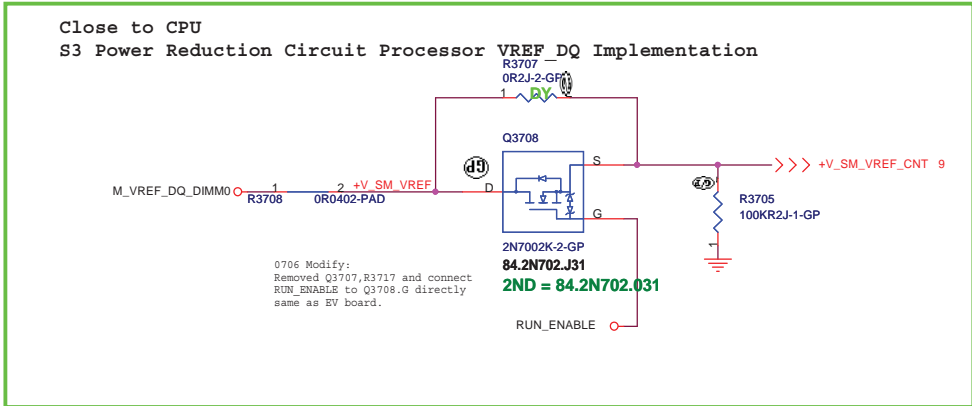 Close to CPU
S3 Power Reduction Circuit Processor VREF_DQ Implementation
R3707
0R2J-2-GP
1
DY
Q3708
GP
S
+V_SM_VREF_CNT 9
M_VREF_DQ_DIMM0
1
2
+V_SM_VREF
D
R3708
0R0402-PAD
R3705
100KR2J-1-GP
1
G
2N7002K-2-GP
84.2N702.J31
2ND = 84.2N702.031
0706 Modify:
Removed Q3707,R3717 and connect
RUN_ENABLE to Q3708.G directly
same as EV board.
RUN_ENABLE